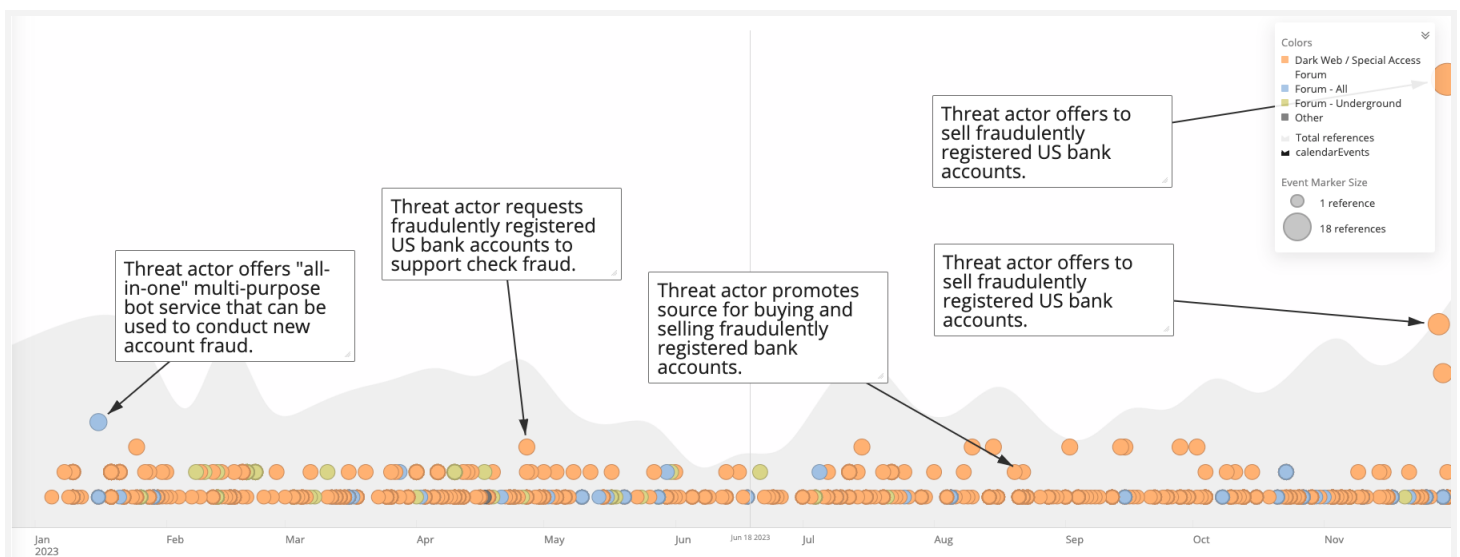 Colors
Dark Web / Special Access
Forum
Forum - All
Forum - Underground
Other
Total references
calendarEvents
Event Marker Size
1 reference
18 references
Threat actor offers to
sell fraudulently
registered US bank
accounts.
Threat actor requests
fraudulently registered
US bank accounts to
support check fraud.
Threat actor offers "all-
in-one" multi-purpose
bot service that can be
used to conduct new
account fraud.
Threat actor promotes
source for buying and
selling fraudulently
registered bank
accounts.
Threat actor offers to
sell fraudulently
registered US bank
accounts.
Jan
2023
Feb
Mar
Apr
May
Jun
Jun 18 2023
Jul
Aug
Sep
Oct
Nov